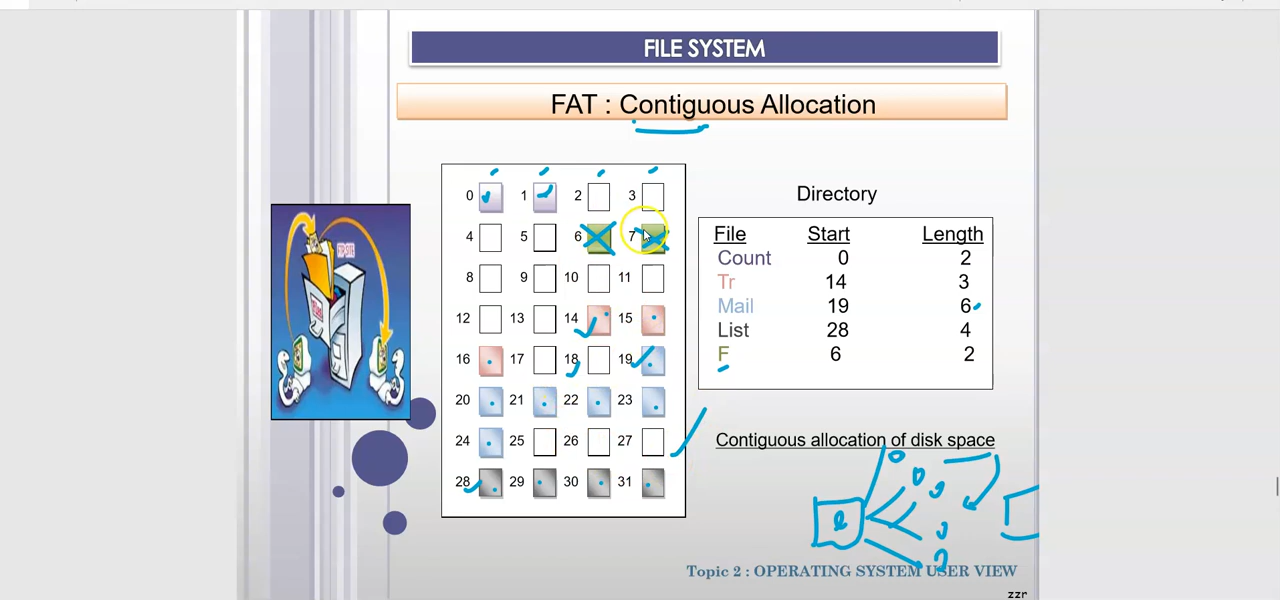 FILE SYSTEM
FAT : Contiguous Allocation
0 1 2 3
4 5 6 7
8 9 10 11
12 13 14 15
16 17 18 19
20 21 22 23
24 25 26 27
28 29 30 31
Directory
File Start Length
Count 0 2
Tr 14 3
Mail 19 6
List 28 4
F 6 2
Contiguous allocation of disk space
Topic 2 : OPERATING SYSTEM USER VIEW
zzr